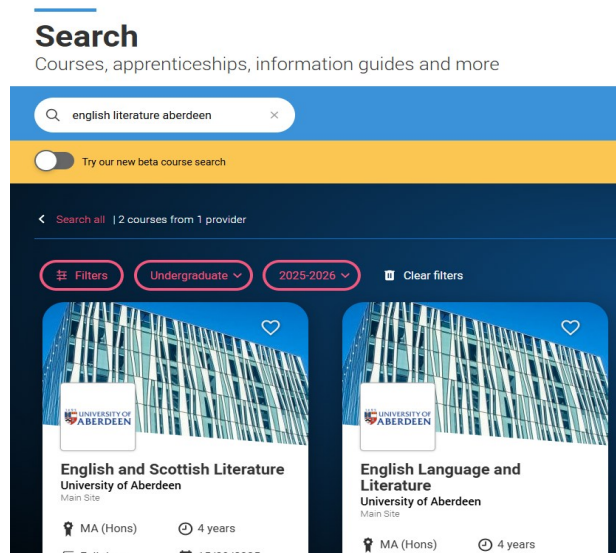 Search
Courses, apprenticeships, information guides and more
english literature aberdeen
Try our new beta course search
Search all | 2 courses from 1 provider
Filters Undergraduate 2025-2026 Clear filters
UNIVERSITY OF
ABERDEEN
English and Scottish Literature
University of Aberdeen
Main Site
MA (Hons) 4 years
UNIVERSITY OF
ABERDEEN
English Language and
Literature
University of Aberdeen
Main Site
MA (Hons) 4 years